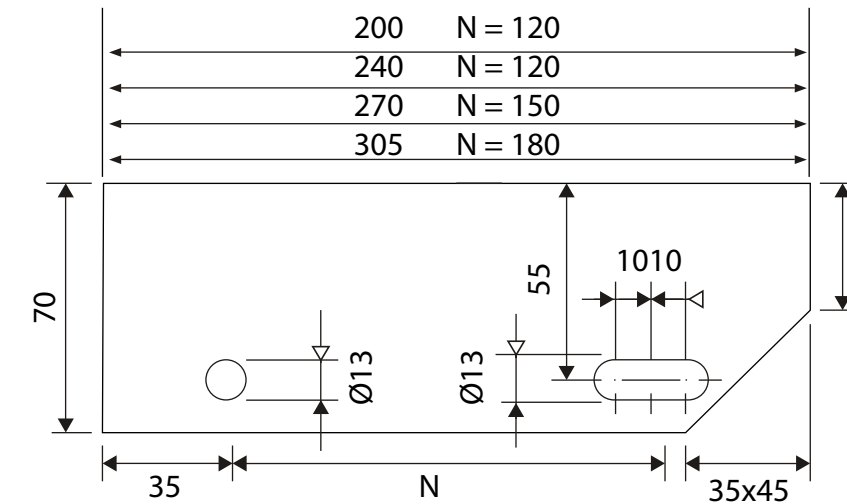 200 N = 120
240 N = 120
270 N = 150
305 N = 180
70
55
1010
Ø13
Ø13
35
N
35x45